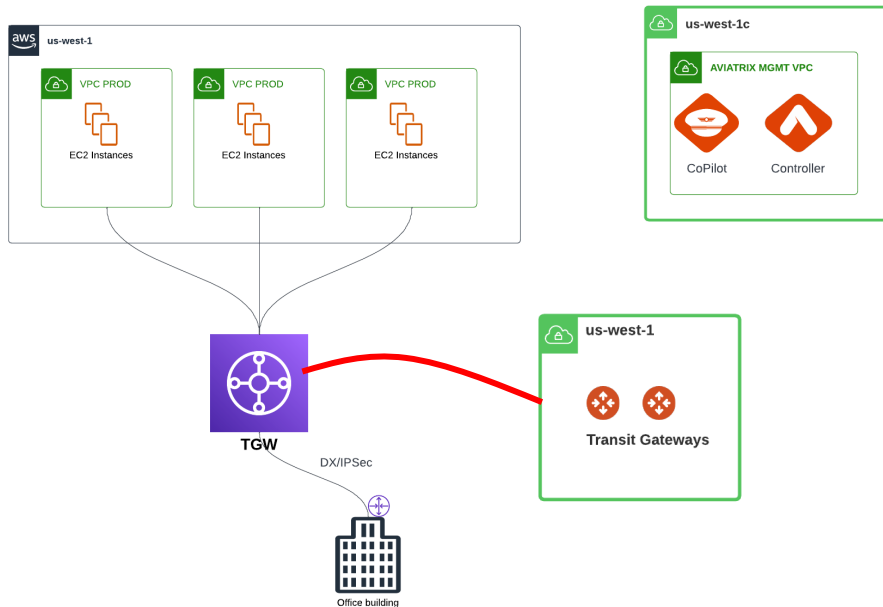 aws
us-west-1
VPC PROD
EC2 Instances
VPC PROD
EC2 Instances
VPC PROD
EC2 Instances
us-west-1c
AVIATRIX MGMT VPC
CoPilot
Controller
TGW
us-west-1
Transit Gateways
DX/IPSec
Office building